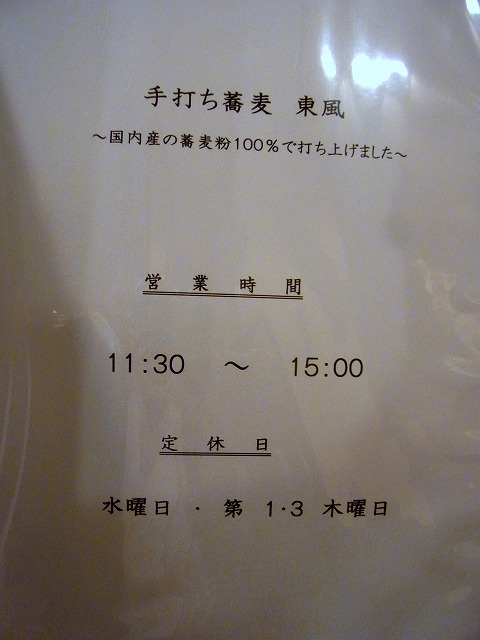 手打ち蕎麦　東風
～国内産の蕎麦粉100％で打ち上げました～
営　業　時　間
11:30　～　15:00
定　休　日
水曜日　・　第　1・3　木曜日